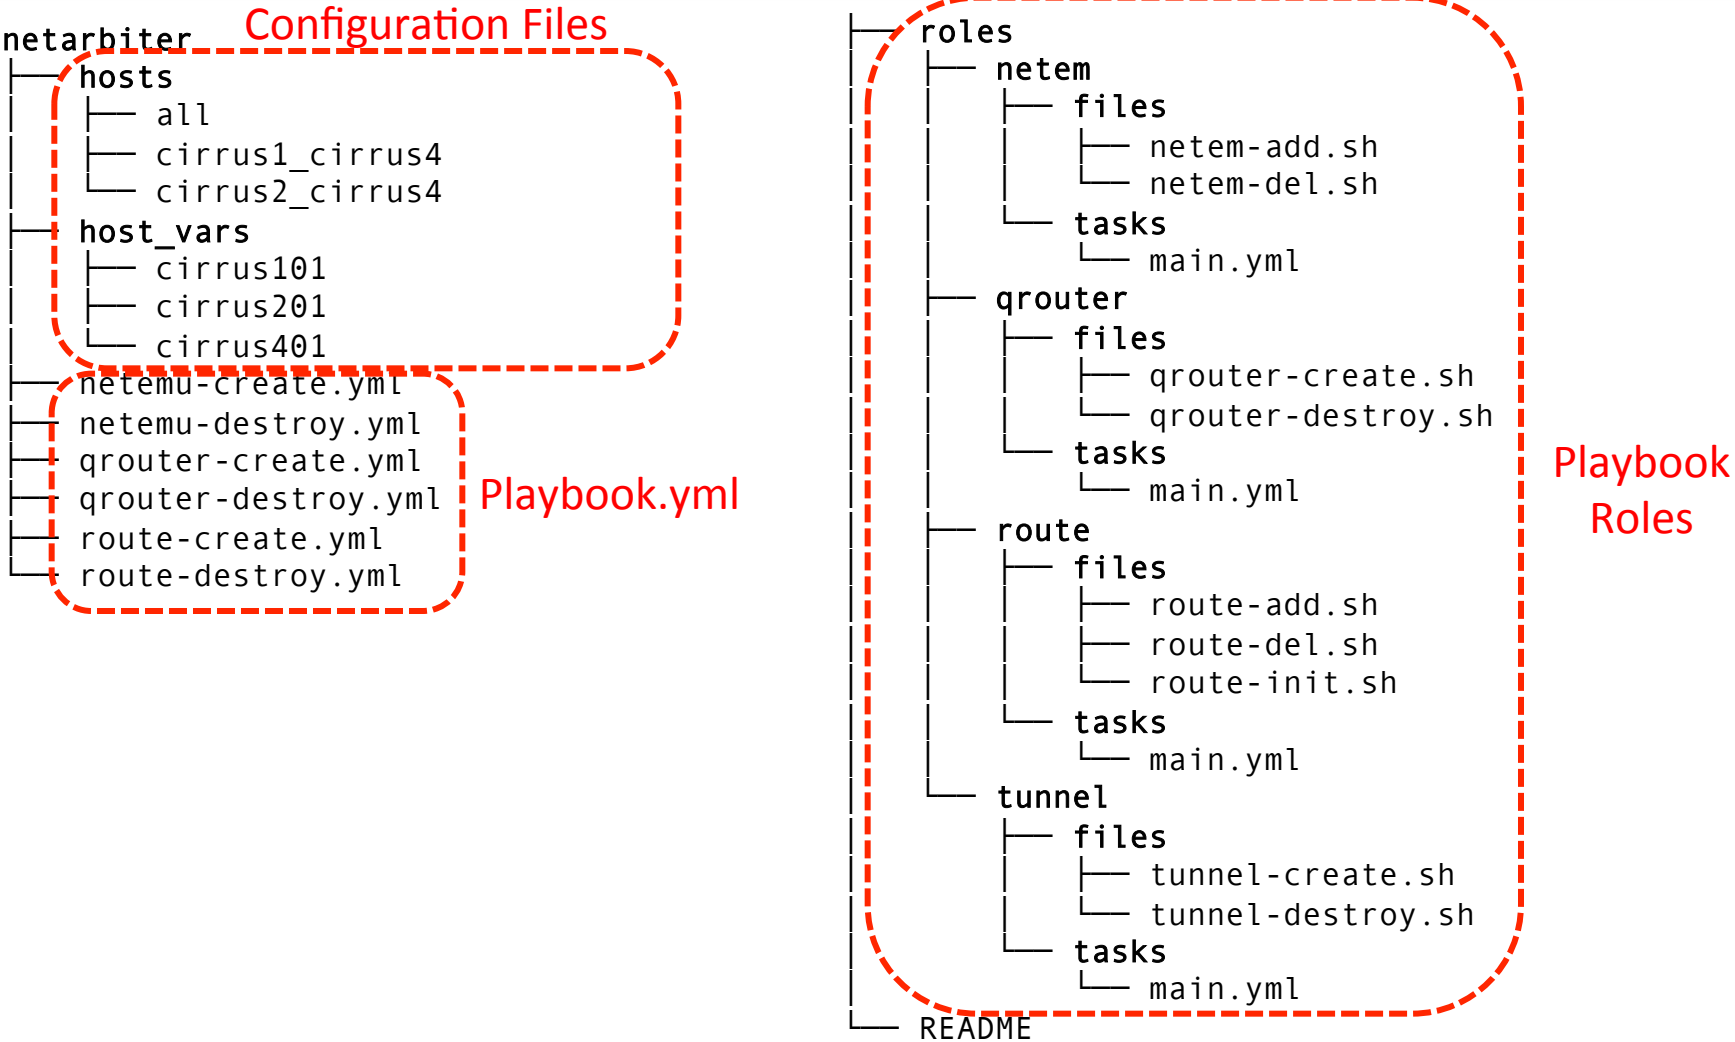 Configuration Files
netarbiter
hosts
all
cirrus1_cirrus4
cirrus2_cirrus4
host_vars
cirrus101
cirrus201
cirrus401
netemu-create.yml
netemu-destroy.yml
qrouter-create.yml
qrouter-destroy.yml
route-create.yml
route-destroy.yml
Playbook.yml
roles
netem
files
netem-add.sh
netem-del.sh
tasks
main.yml
qrouter
files
qrouter-create.sh
qrouter-destroy.sh
tasks
main.yml
route
files
route-add.sh
route-del.sh
route-init.sh
tasks
main.yml
tunnel
files
tunnel-create.sh
tunnel-destroy.sh
tasks
main.yml
README
Playbook
Roles